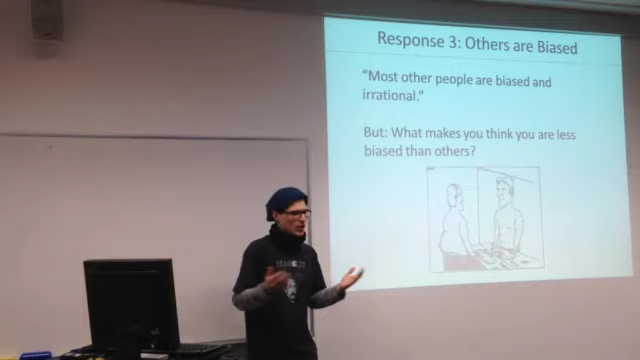 Response 3: Others are Biased
“Most other people are biased and
irrational.”
But: What makes you think you are less
biased than others?